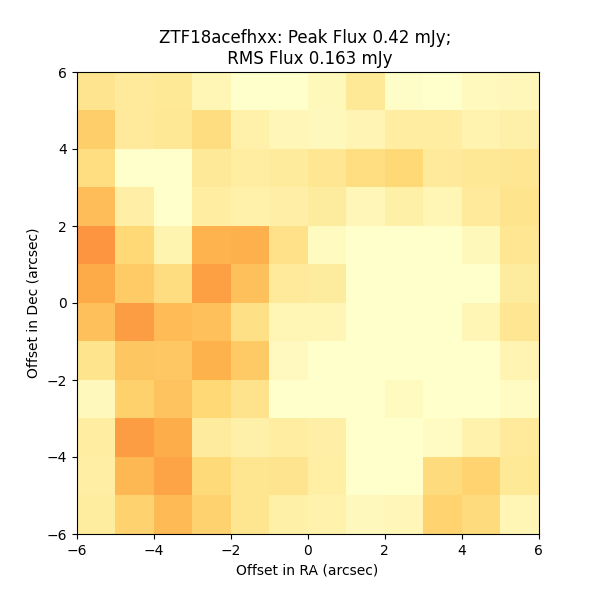 ZTF18acefhxx: Peak Flux 0.42 mJy;
RMS Flux 0.163 mJy
6
4
2
0
−2
−4
−6
Offset in Dec (arcsec)
−6 −4 −2 0 2 4 6
Offset in RA (arcsec)